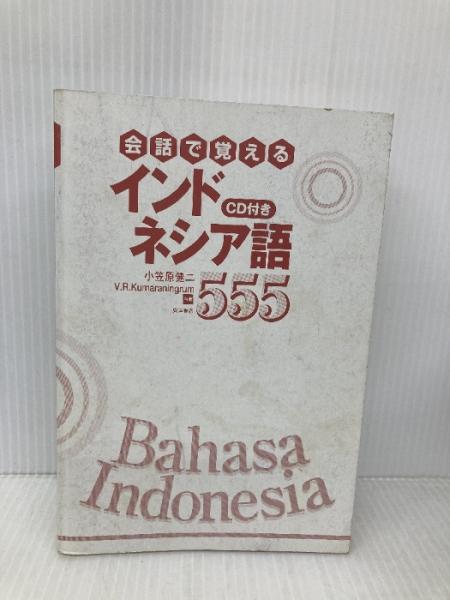 会話で覚える
インド
CD付き
ネシア語
小笠原健二
V.R.Kumaraningrum
555
Bahasa
Indonesia